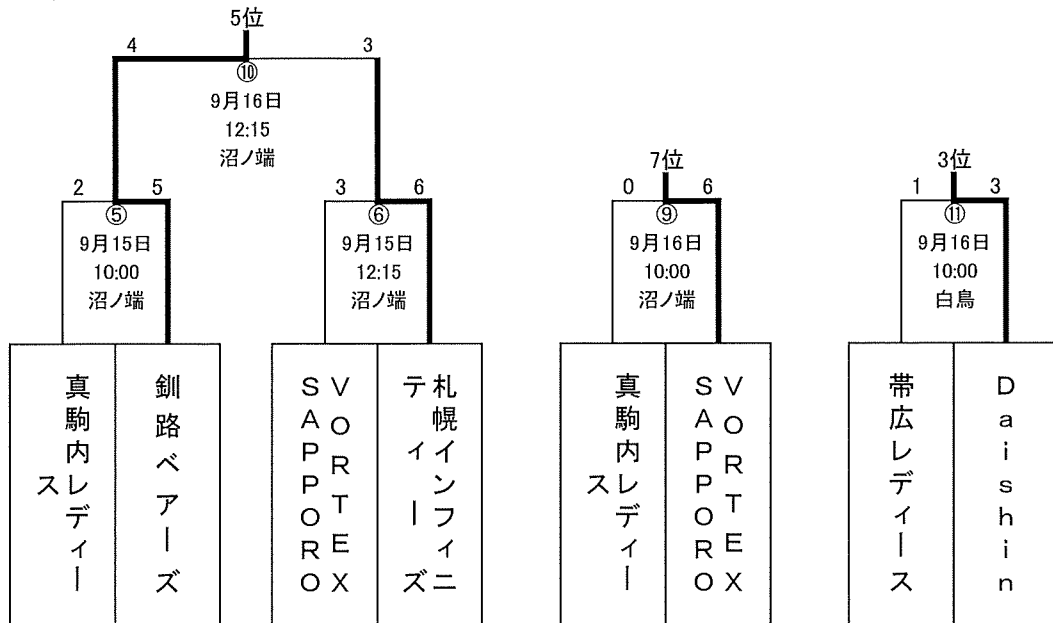 5位
4 3
⑩
9月16日
12:15
沼ノ端
7位
3位
2 5
3 6
0 6
1 3
⑤
9月15日
10:00
沼ノ端
⑥
9月15日
12:15
沼ノ端
⑨
9月16日
10:00
沼ノ端
⑪
9月16日
10:00
白鳥
真駒内レディー
ス
釧路ベアーズ
VORTEX
SAPPORO
札幌インフィニ
ティーズ
真駒内レディー
ス
VORTEX
SAPPORO
帯広レディース
Daishin